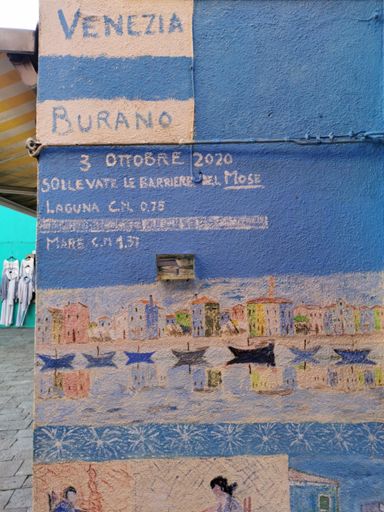 VENEZIA
BURANO
3 OTTOBRE 2020
SOLLEVATE LE BARRIERE DEL MOSE
LAGUNA C.M. 0.75
MARE C.M 1,37